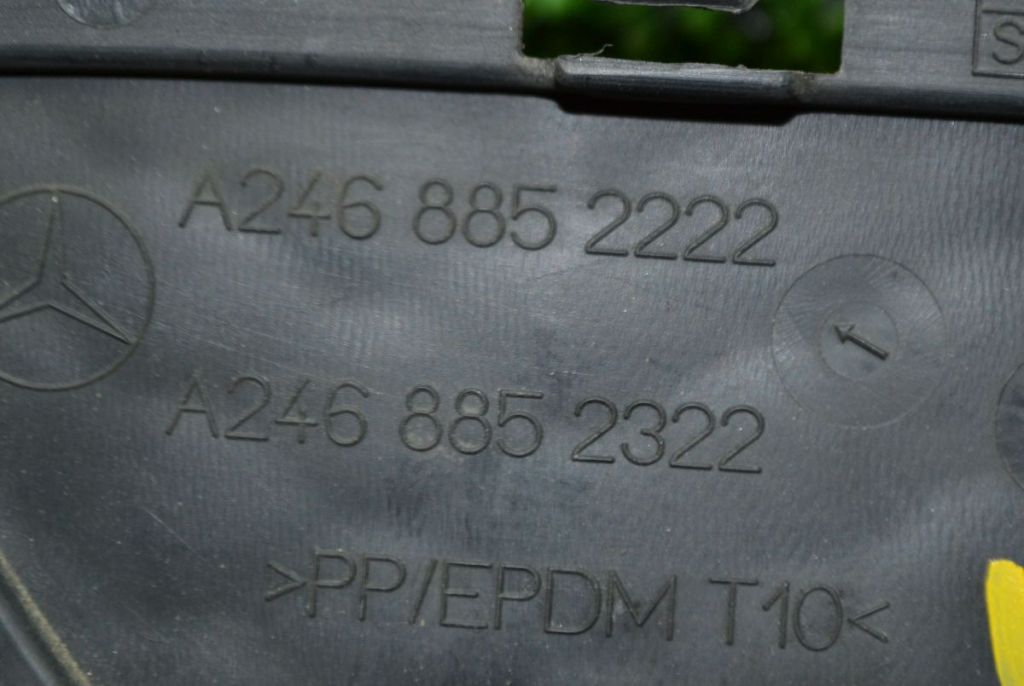 S
A246 885 2222
A246 885 2322
>PP/EPDM T10<